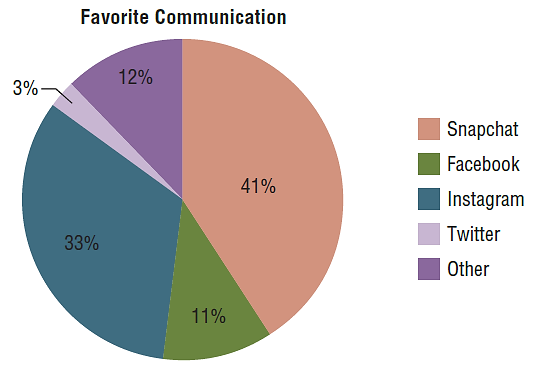 Favorite Communication
12%
3%
41%
33%
11%
Snapchat
Facebook
Instagram
Twitter
Other